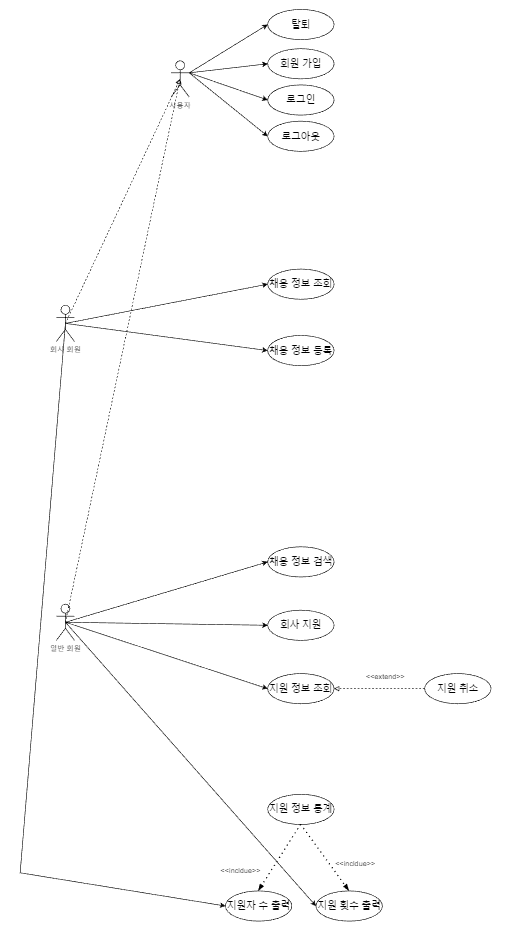 탈퇴
회원 가입
로그인
로그아웃
사용자
채용 정보 조회
채용 정보 등록
회사 회원
채용 정보 검색
회사 지원
일반 회원
지원 정보 조회
<<extend>>
지원 취소
지원 정보 통계
<<incldue>>
<<incldue>>
지원자 수 출력
지원 횟수 출력